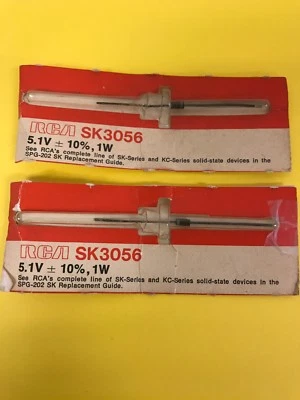 RCA SK3056
5.1V ± 10%, 1W
See RCA's complete line of SK-Series and KC-Series solid-state devices in the
SPG-202 SK Replacement Guide.
RCA SK3056
5.1V ± 10%, 1W
See RCA's complete line of SK-Series and KC-Series solid-state devices in the
SPG-202 SK Replacement Guide.